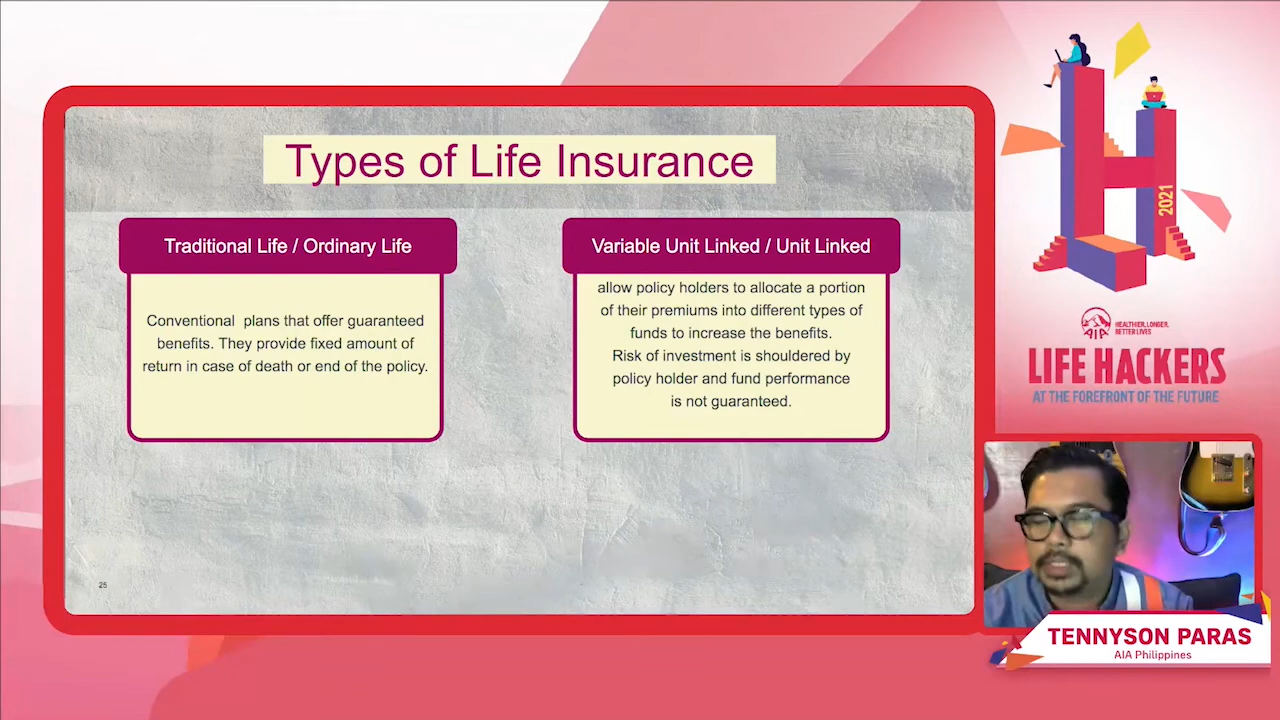 Types of Life Insurance
Traditional Life / Ordinary Life
Conventional plans that offer guaranteed
benefits. They provide fixed amount of
return in case of death or end of the policy.
Variable Unit Linked / Unit Linked
allow policy holders to allocate a portion
of their premiums into different types of
funds to increase the benefits.
Risk of investment is shouldered by
policy holder and fund performance
is not guaranteed.
25
H
2021
AIA
HEALTHIER, LONGER,
BETTER LIVES
LIFE HACKERS
AT THE FOREFRONT OF THE FUTURE
TENNYSON PARAS
AIA Philippines